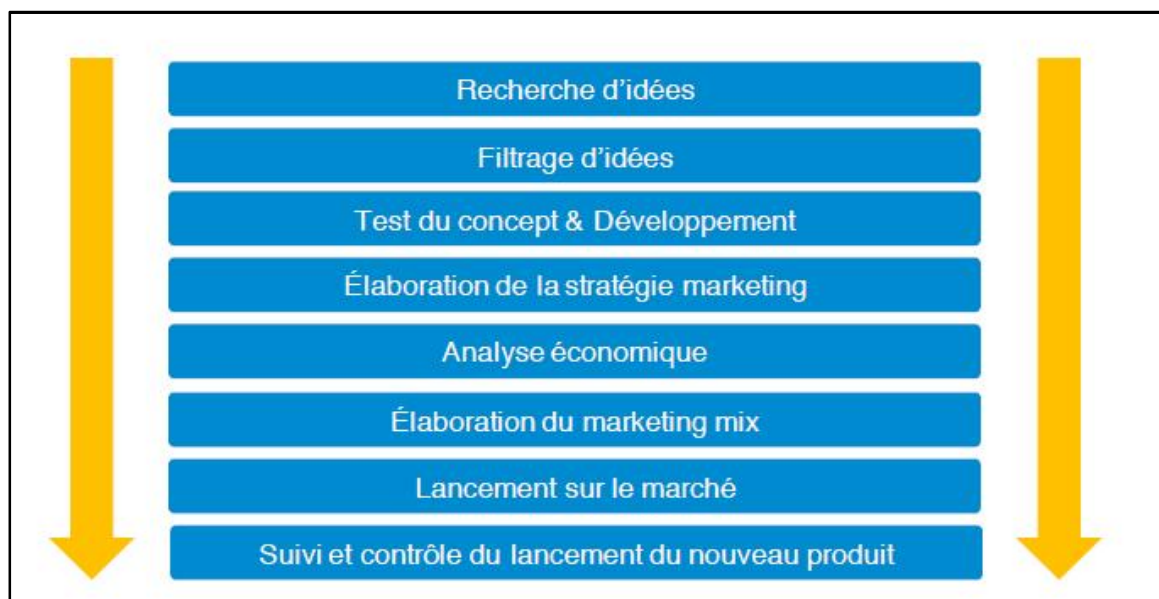 Recherche d'idées
Filtrage d'idées
Test du concept & Développement
Élaboration de la stratégie marketing
Analyse économique
Élaboration du marketing mix
Lancement sur le marché
Suivi et contrôle du lancement du nouveau produit